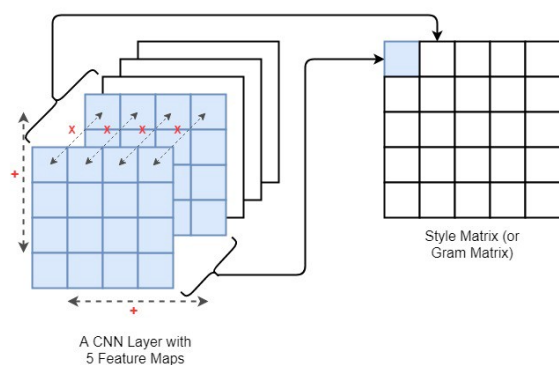 x x x x
+
+
Style Matrix (or
Gram Matrix)
A CNN Layer with
5 Feature Maps